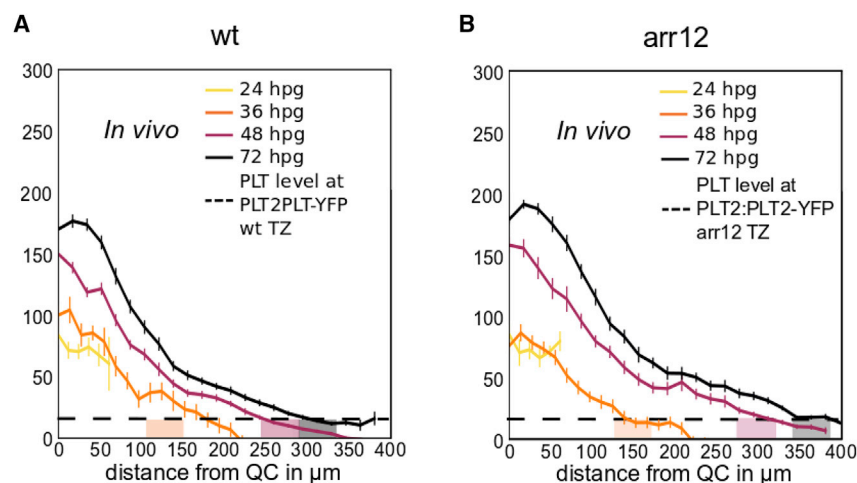 A
wt
300
250
200
150
100
50
0
In vivo
24 hpg
36 hpg
48 hpg
72 hpg
PLT level at
PLT2PLT-YFP
wt TZ
0 50 100 150 200 250 300 350 400
distance from QC in µm
B
arr12
300
250
200
150
100
50
0
In vivo
24 hpg
36 hpg
48 hpg
72 hpg
PLT level at
PLT2:PLT2-YFP
arr12 TZ
0 50 100 150 200 250 300 350 400
distance from QC in µm